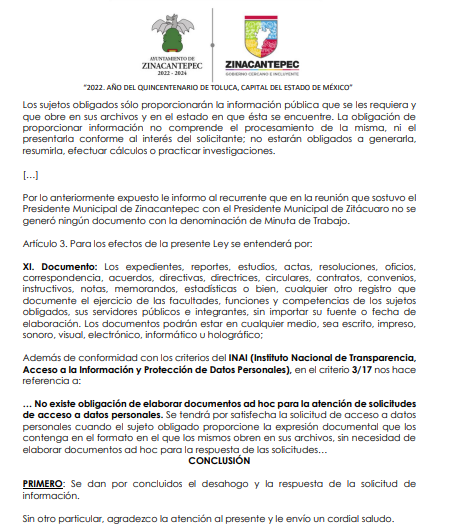 AYUNTAMIENTO DE
ZINACANTEPEC
2022 - 2024
ZINACANTEPEC
GOBIERNO CERCANO E INCLUYENTE
"2022. AÑO DEL QUINCENTENARIO DE TOLUCA, CAPITAL DEL ESTADO DE MÉXICO"
Los sujetos obligados sólo proporcionarán la información pública que se les requiera y
que obre en sus archivos y en el estado en que ésta se encuentre. La obligación de
proporcionar información no comprende el procesamiento de la misma, ni el
presentarla conforme al interés del solicitante; no estarán obligados a generarla,
resumirla, efectuar cálculos o practicar investigaciones.
[...]
Por lo anteriormente expuesto le informo al recurrente que en la reunión que sostuvo el
Presidente Municipal de Zinacantepec con el Presidente Municipal de Zitácuaro no se
generó ningún documento con la denominación de Minuta de Trabajo.
Artículo 3. Para los efectos de la presente Ley se entenderá por:
XI. Documento: Los expedientes, reportes, estudios, actas, resoluciones, oficios,
correspondencia, acuerdos, directivas, directrices, circulares, contratos, convenios,
instructivos, notas, memorandos, estadísticas o bien, cualquier otro registro que
documente el ejercicio de las facultades, funciones y competencias de los sujetos
obligados, sus servidores públicos e integrantes, sin importar su fuente o fecha de
elaboración. Los documentos podrán estar en cualquier medio, sea escrito, impreso,
sonoro, visual, electrónico, informático u holográfico;
Además de conformidad con los criterios del INAI (Instituto Nacional de Transparencia,
Acceso a la Información y Protección de Datos Personales), en el criterio 3/17 nos hace
referencia a:
... No existe obligación de elaborar documentos ad hoc para la atención de solicitudes
de acceso a datos personales. Se tendrá por satisfecha la solicitud de acceso a datos
personales cuando el sujeto obligado proporcione la expresión documental que los
contenga en el formato en el que los mismos obren en sus archivos, sin necesidad de
elaborar documentos ad hoc para la respuesta de las solicitudes...
CONCLUSIÓN
PRIMERO: Se dan por concluidos el desahogo y la respuesta de la solicitud de
información.
Sin otro particular, agradezco la atención al presente y le envío un cordial saludo.